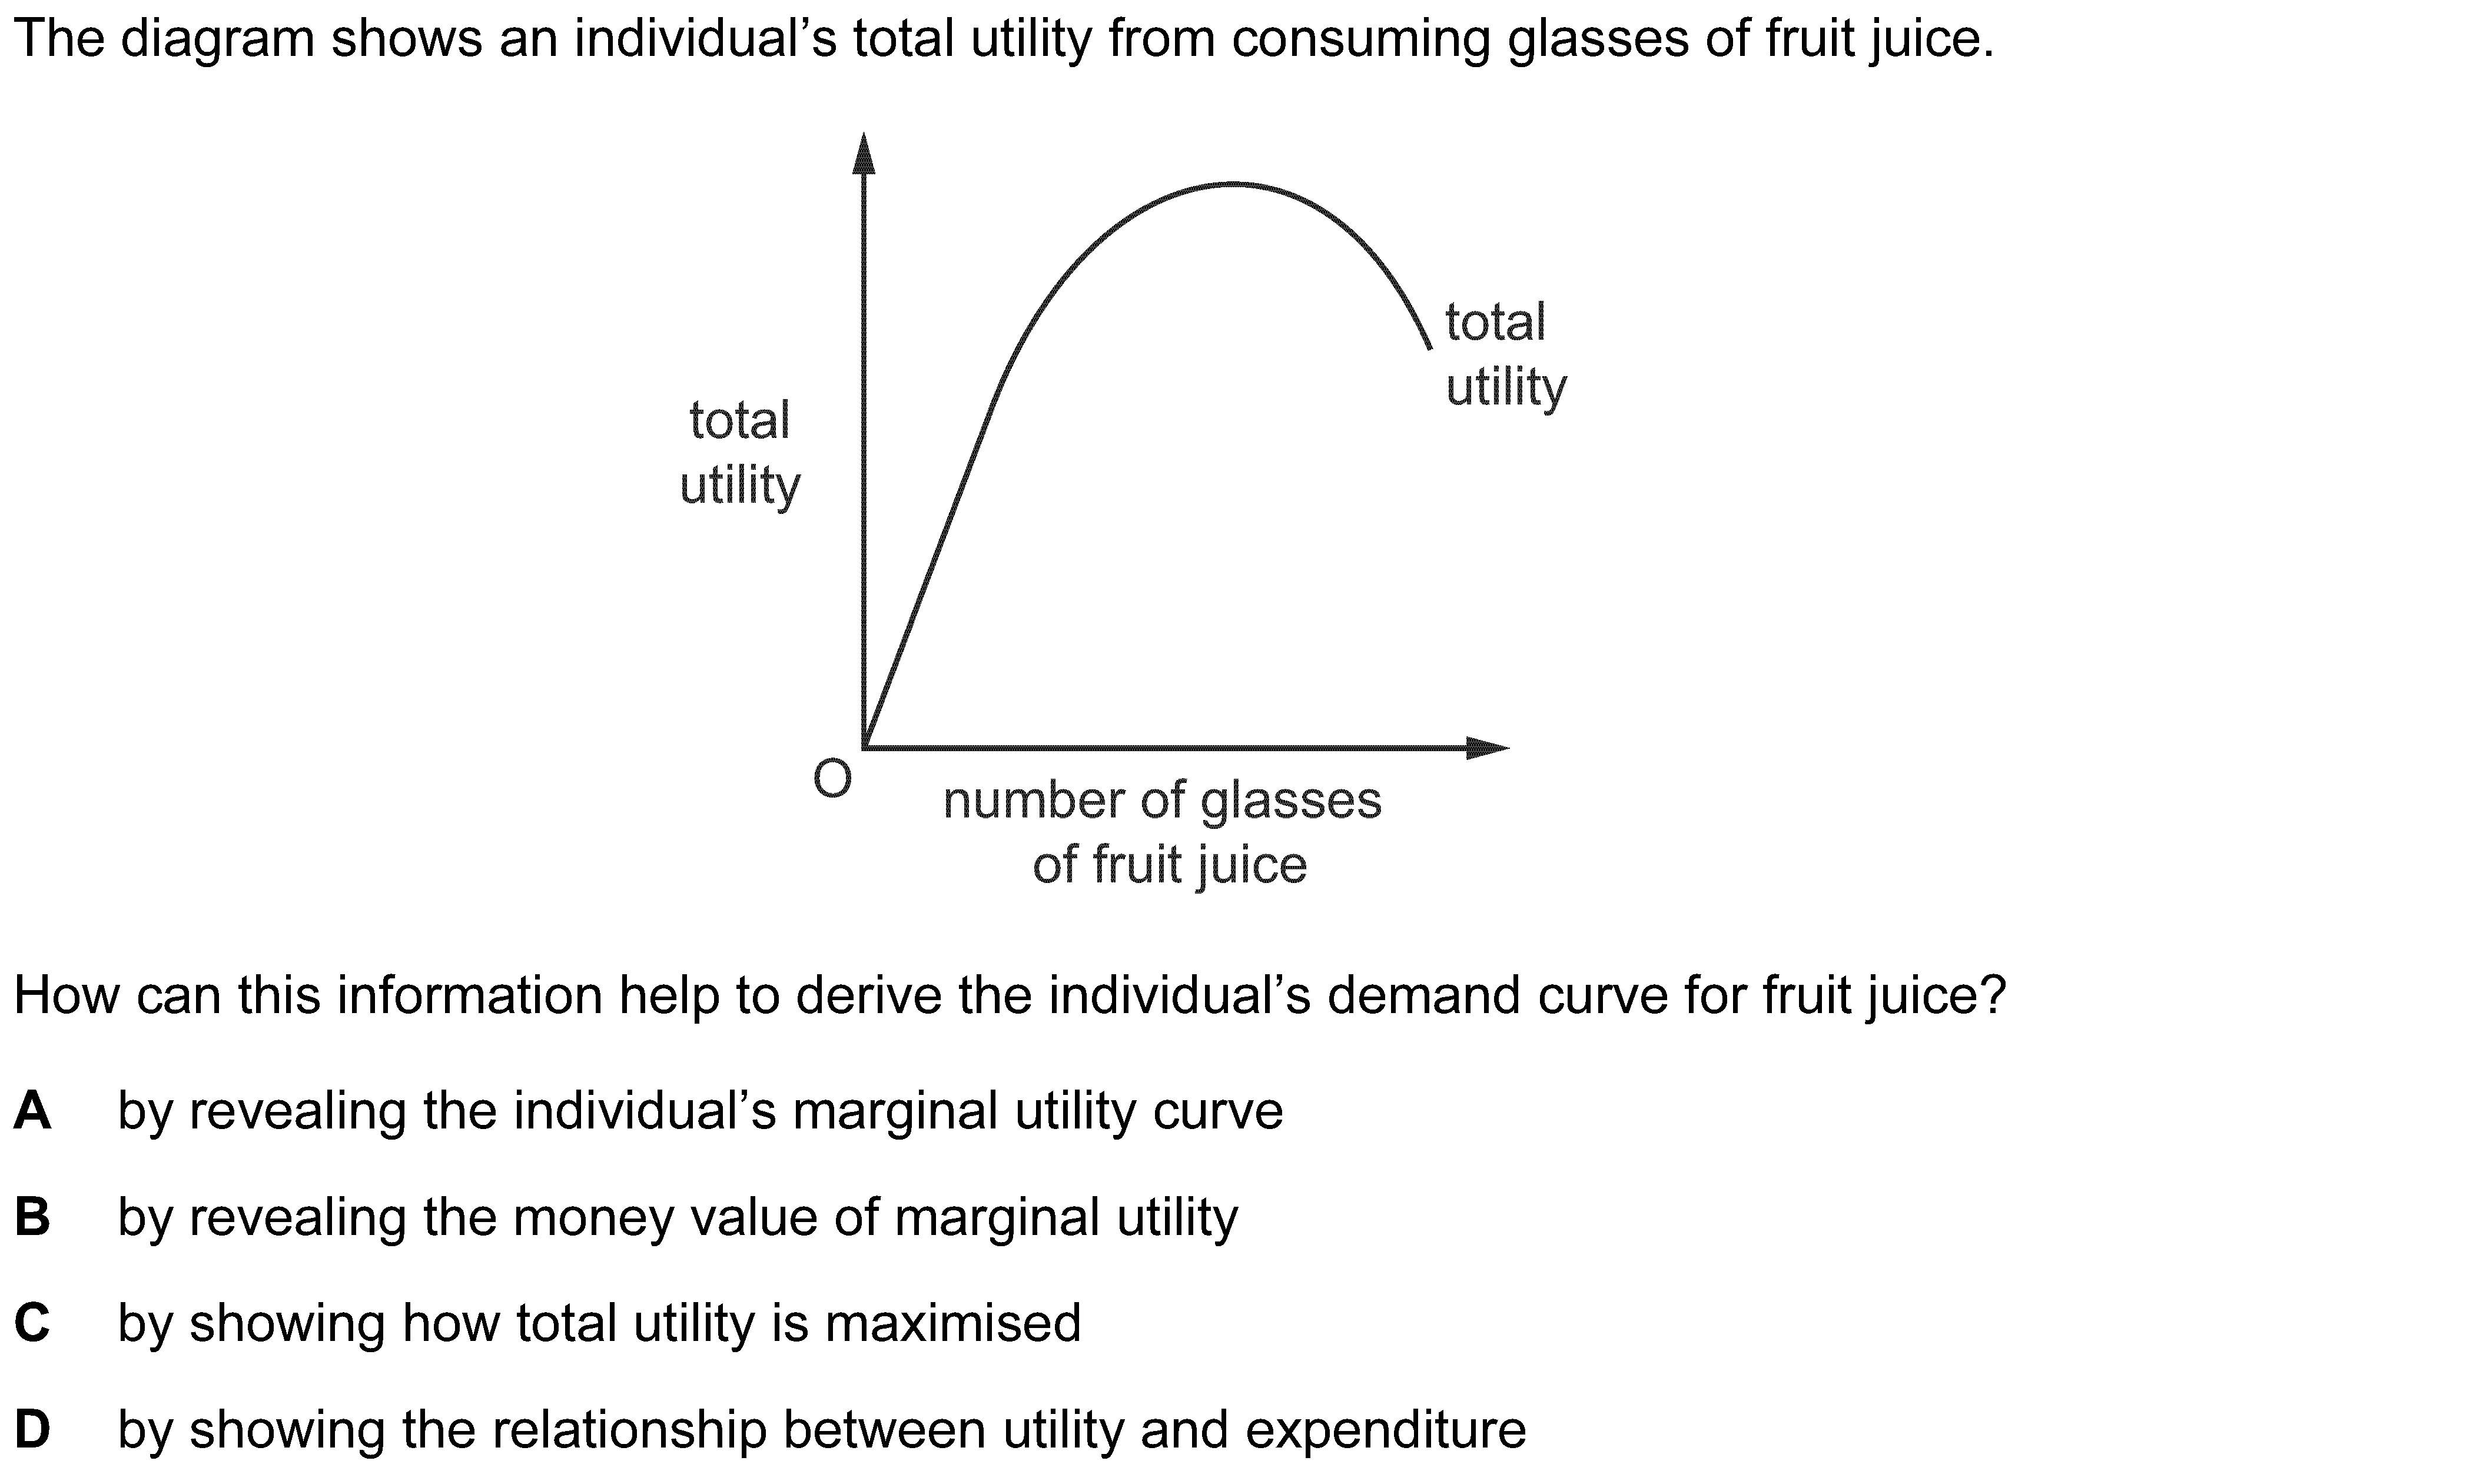 The diagram shows an individual’s total utility from consuming glasses of fruit juice.
total
utility
total
utility
O
number of glasses
of fruit juice
How can this information help to derive the individual’s demand curve for fruit juice?
A by revealing the individual’s marginal utility curve
B by revealing the money value of marginal utility
C by showing how total utility is maximised
D by showing the relationship between utility and expenditure